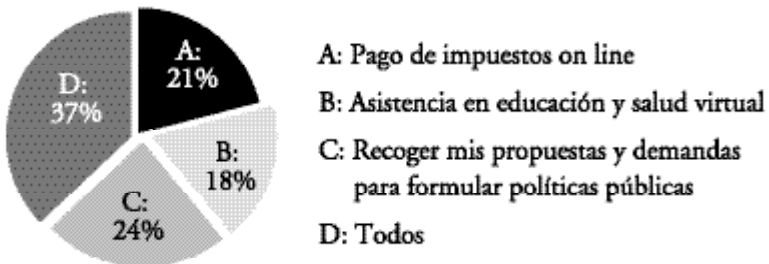 A:
21%
D:
37%
B:
18%
C:
24%
A: Pago de impuestos on line
B: Asistencia en educación y salud virtual
C: Recoger mis propuestas y demandas
para formular políticas públicas
D: Todos